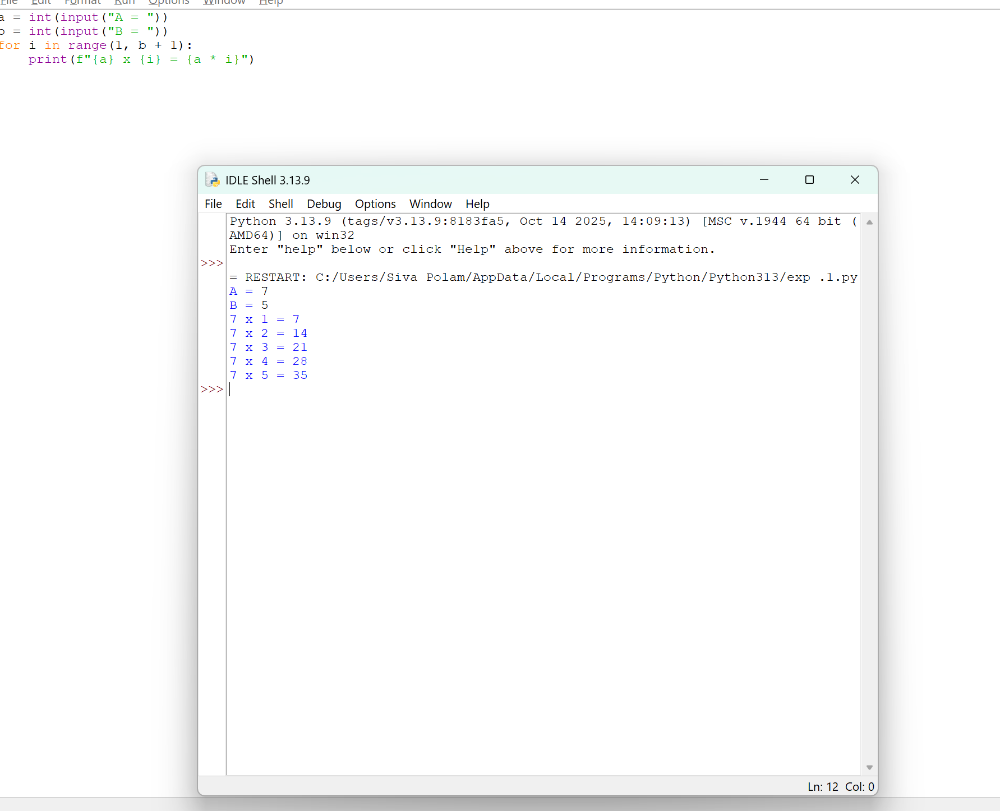 File Edit Format Run Options Window Help
a = int(input("A = "))
b = int(input("B = "))
for i in range(1, b + 1):
    print(f"{a} x {i} = {a * i}")
IDLE Shell 3.13.9
File Edit Shell Debug Options Window Help
Python 3.13.9 (tags/v3.13.9:8183fa5, Oct 14 2025, 14:09:13) [MSC v.1944 64 bit (
AMD64)] on win32
Enter "help" below or click "Help" above for more information.
>>>
= RESTART: C:/Users/Siva Polam/AppData/Local/Programs/Python/Python313/exp .1.py
A = 7
B = 5
7 x 1 = 7
7 x 2 = 14
7 x 3 = 21
7 x 4 = 28
7 x 5 = 35
>>>
Ln: 12 Col: 0